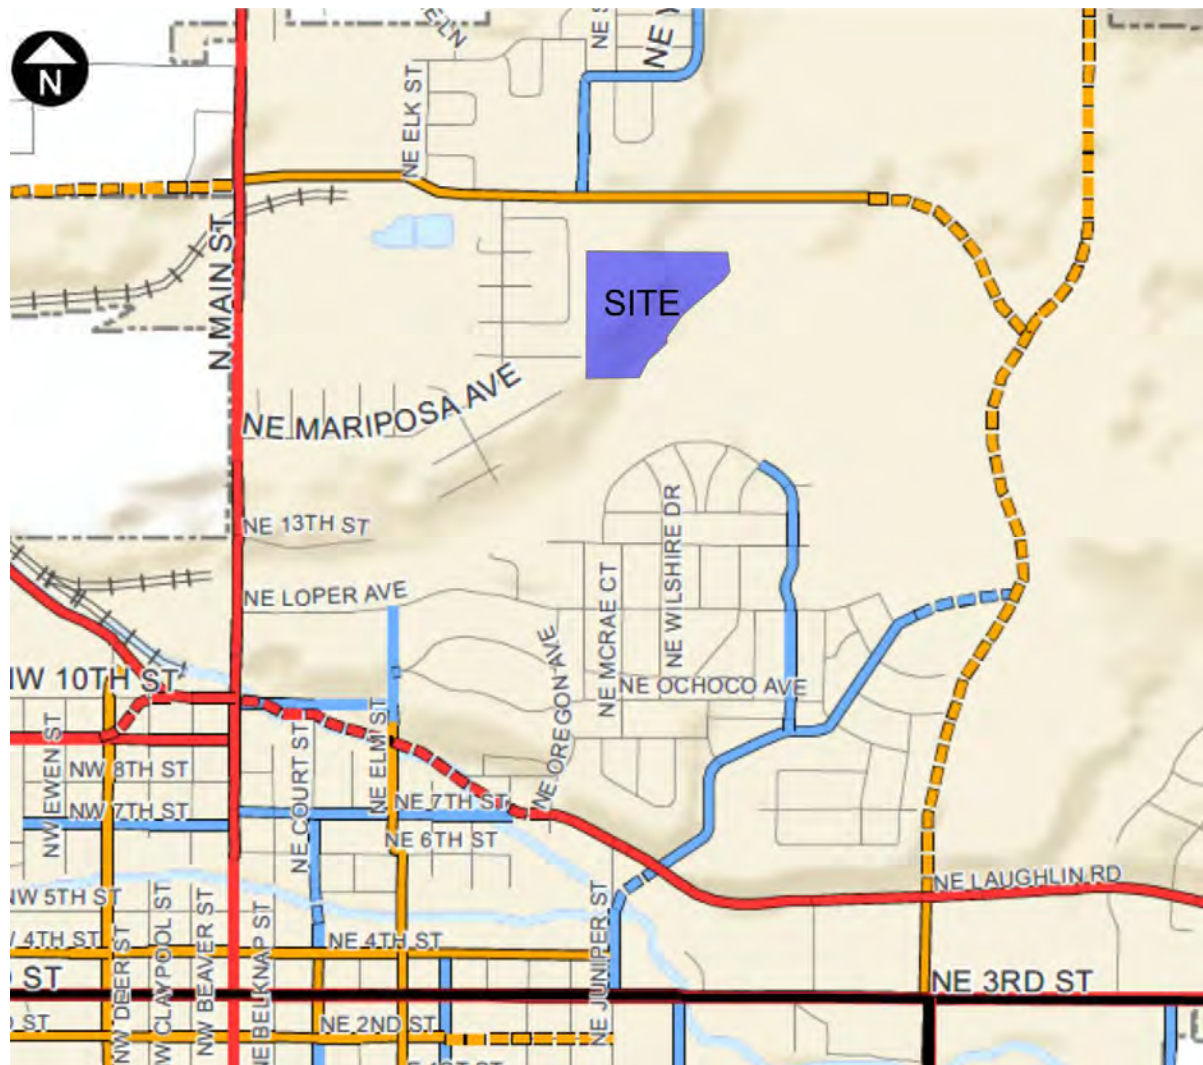 NE
NE
N
NE ELK ST
SITE
N MAIN ST
NE MARIPOSA AVE
NE 13TH ST
NE WILSHIRE DR
NE LOPER AVE
NE MCRAE CT
NE OREGON AVE
NE OCHOCO AVE
10TH ST
NW EWEN ST
NE ELM ST
NE COURT ST
NW 8TH ST
NE 7TH ST
NW 7TH ST
NE 6TH ST
NE LAUGHLIN RD
NW 5TH ST
NE JUNIPER ST
4TH ST
NE 4TH ST
NW DEER ST
CLAYPOOL ST
NW BEAVER ST
NE BELKNAP ST
ST
NE 3RD ST
ST
NE 2ND ST